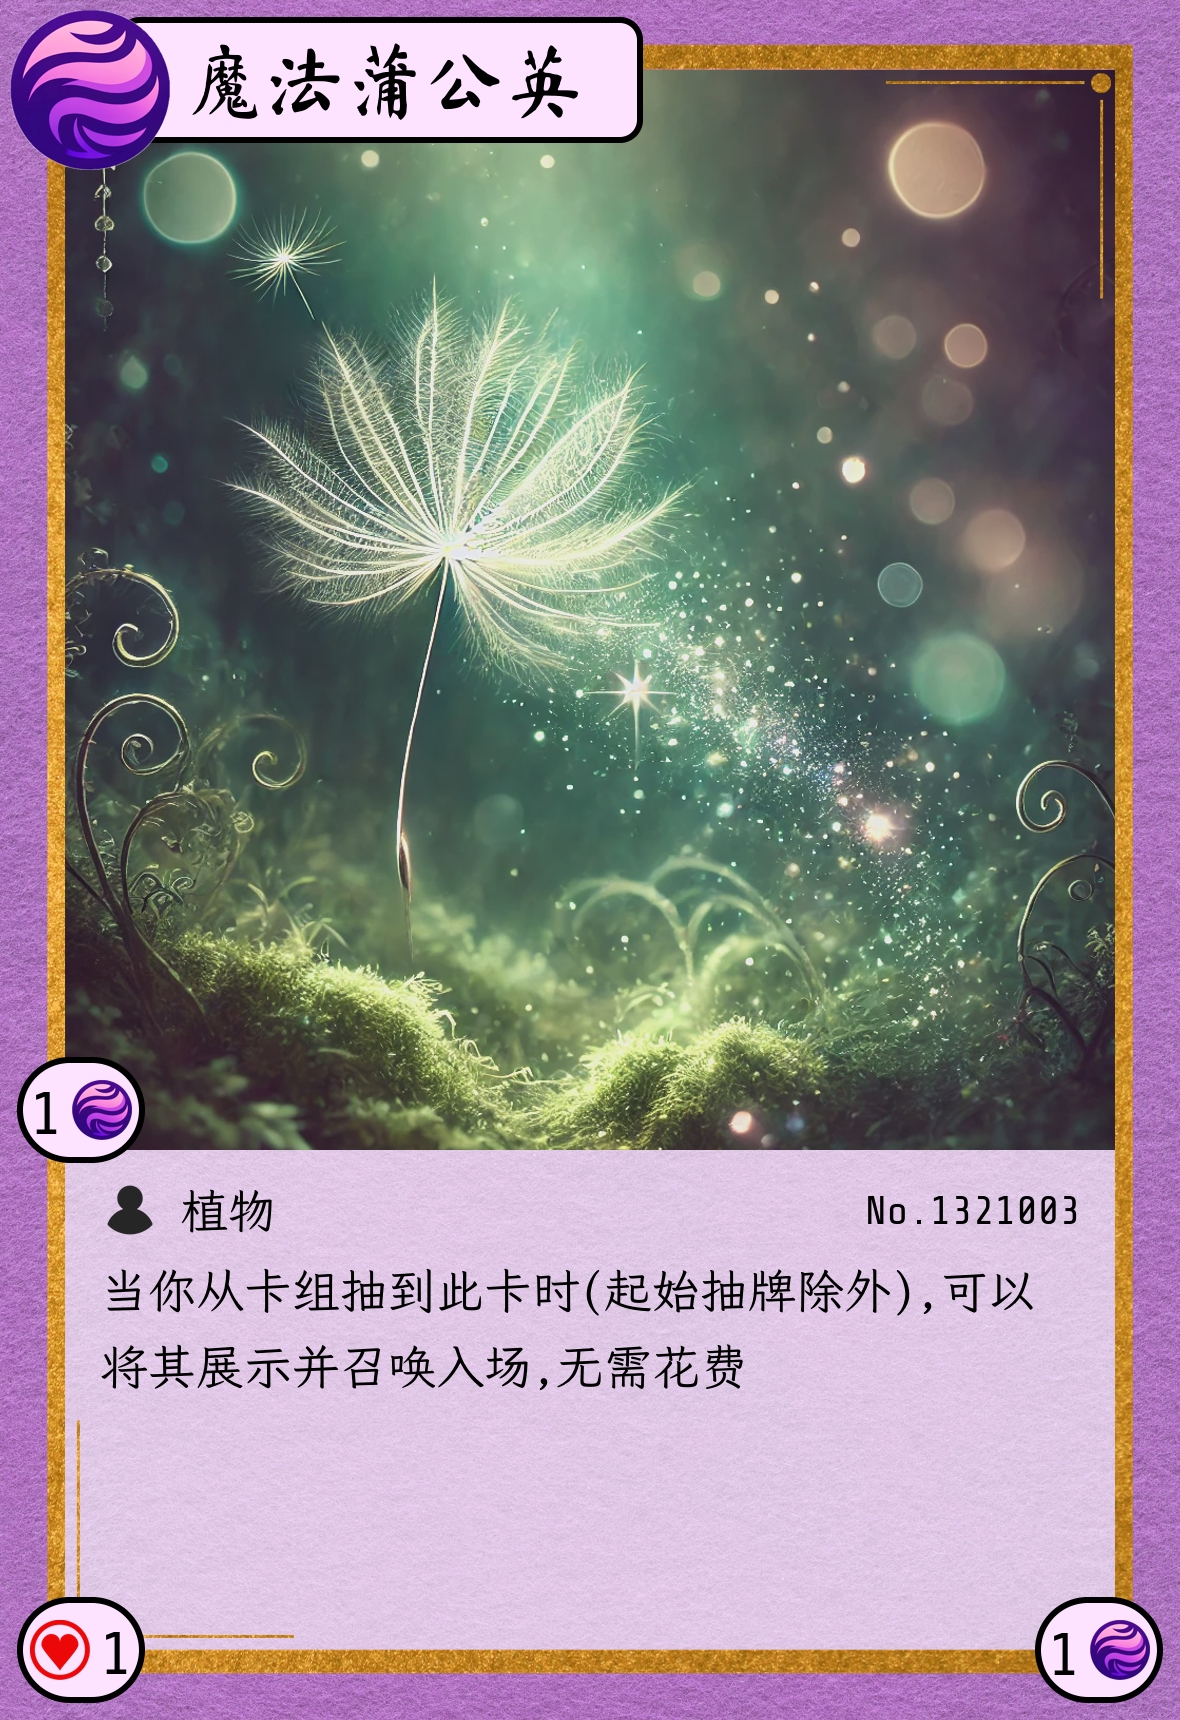 魔法蒲公英
1
植物
No.1321003
当你从卡组抽到此卡时(起始抽牌除外),可以
将其展示并召唤入场,无需花费
1
1